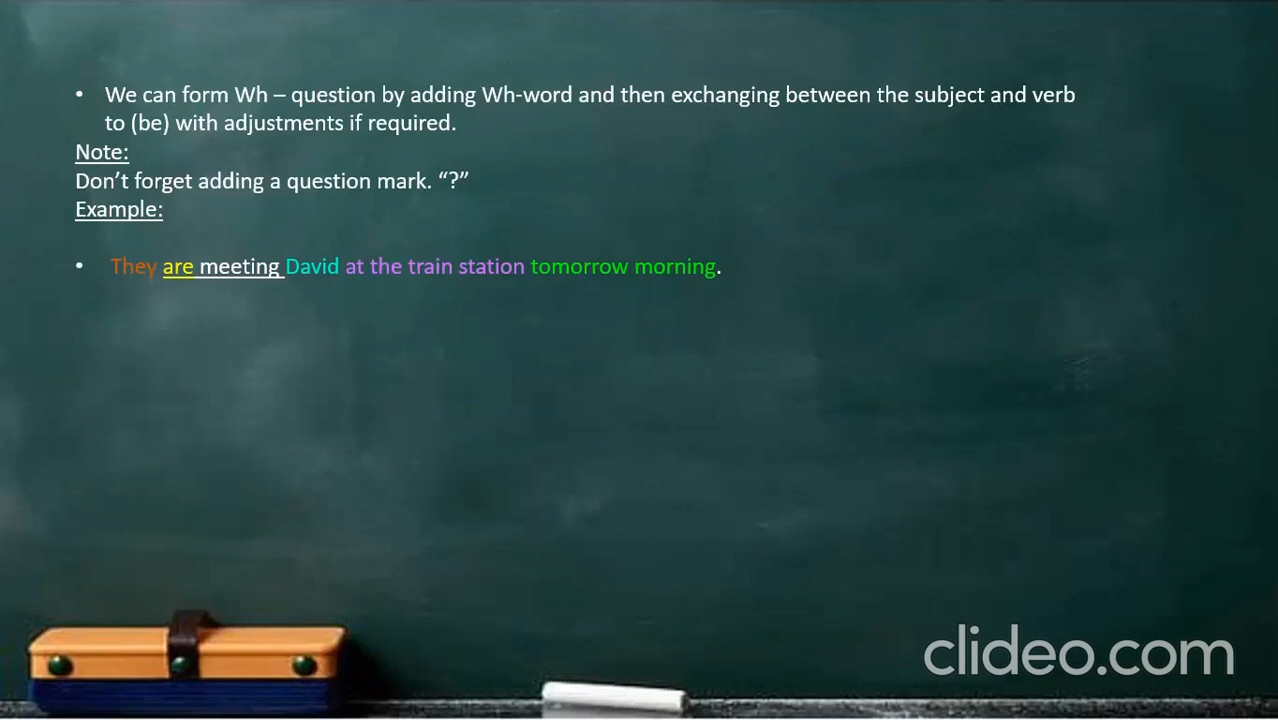 • We can form Wh – question by adding Wh-word and then exchanging between the subject and verb
to (be) with adjustments if required.
Note:
Don’t forget adding a question mark. “?”
Example:
• They are meeting David at the train station tomorrow morning.
clideo.com